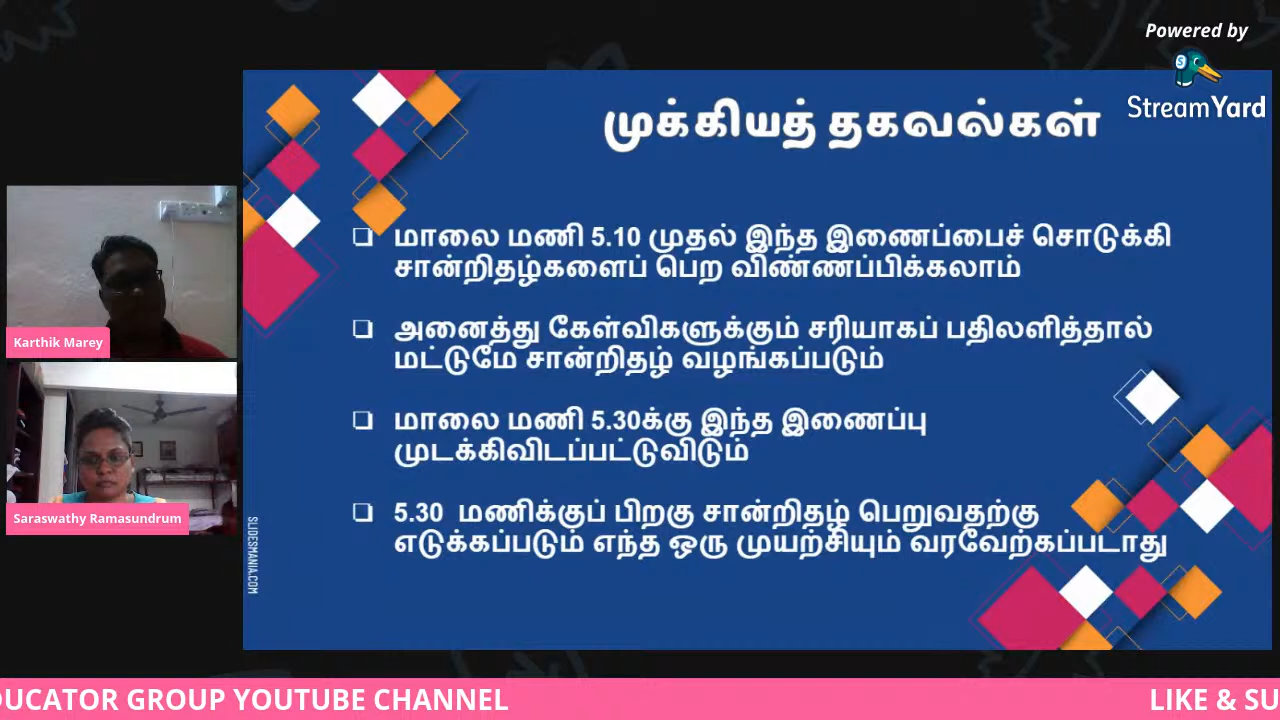 Powered by
StreamYard
முக்கியத் தகவல்கள்
❑ மாலை மணி 5.10 முதல் இந்த இணைப்பைச் சொடுக்கி
சான்றிதழ்களைப் பெற விண்ணப்பிக்கலாம்
❑ அனைத்து கேள்விகளுக்கும் சரியாகப் பதிலளித்தால்
மட்டுமே சான்றிதழ் வழங்கப்படும்
❑ மாலை மணி 5.30க்கு இந்த இணைப்பு
முடக்கிவிடப்பட்டுவிடும்
❑ 5.30 மணிக்குப் பிறகு சான்றிதழ் பெறுவதற்கு
எடுக்கப்படும் எந்த ஒரு முயற்சியும் வரவேற்கப்படாது
SLIDESMANIA.COM
Karthik Marey
Saraswathy Ramasundrum
DUCATOR GROUP YOUTUBE CHANNEL
LIKE & SU